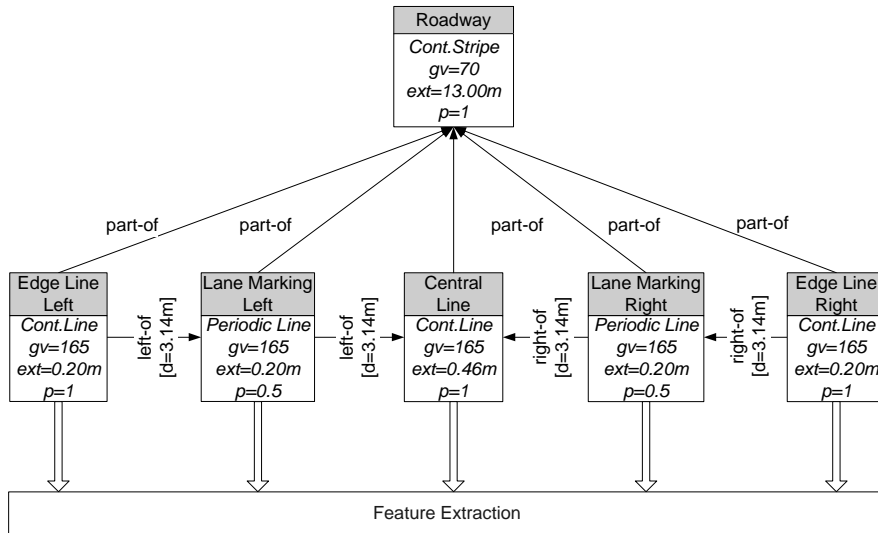 Roadway
Cont.Stripe
gv=70
ext=13.00m
p=1
part-of
part-of
part-of
part-of
part-of
Edge Line
Left
Cont.Line
gv=165
ext=0.20m
p=1
left-of
[d=3.14m]
Lane Marking
Left
Periodic Line
gv=165
ext=0.20m
p=0.5
left-of
[d=3.14m]
Central
Line
Cont.Line
gv=165
ext=0.46m
p=1
right-of
[d=3.14m]
Lane Marking
Right
Periodic Line
gv=165
ext=0.20m
p=0.5
right-of
[d=3.14m]
Edge Line
Right
Cont.Line
gv=165
ext=0.20m
p=1
Feature Extraction